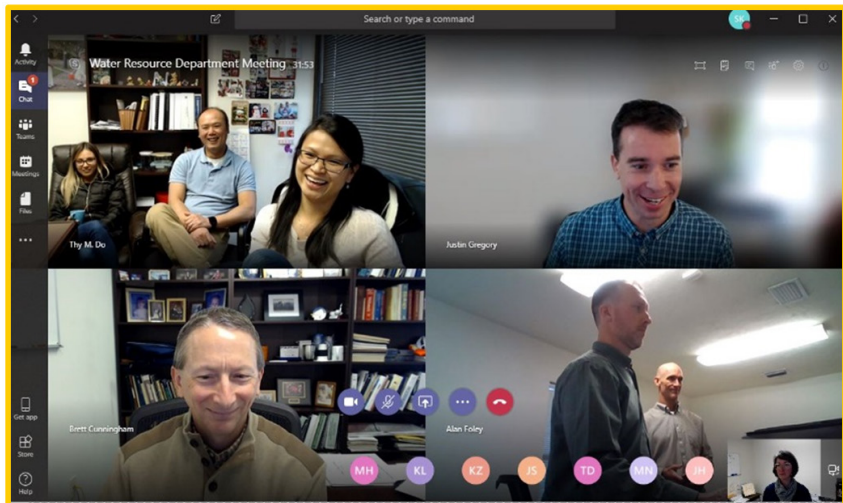 Search or type a command
SK
Activity
Water Resource Department Meeting 31:53
1
Chat
Teams
Meetings
Files
Thy M. Do
Justin Gregory
Get app
Brett Cunningham
Alan Foley
Store
MH
KL
KZ
JS
TD
MN
JH
Help